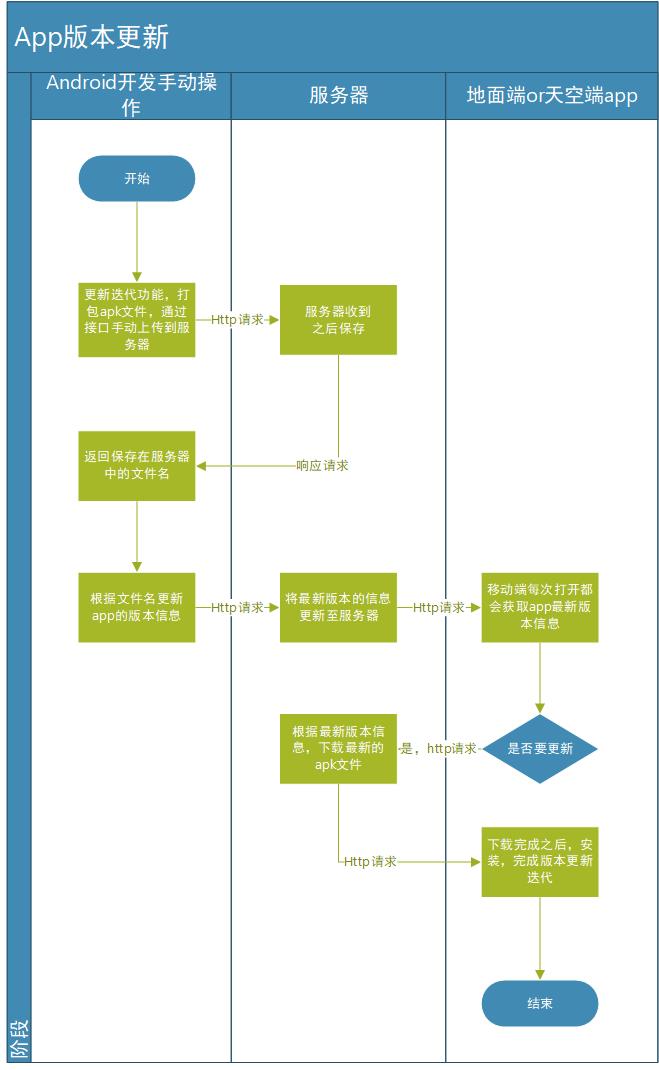 App版本更新
Android开发手动操
作
服务器
地面端or天空端app
开始
更新迭代功能，打
包apk文件，通过
接口手动上传到服
务器
Http请求
服务器收到
之后保存
返回保存在服务器
中的文件名
响应请求
根据文件名更新
app的版本信息
Http请求
将最新版本的信息
更新至服务器
Http请求
移动端每次打开都
会获取app最新版
本信息
根据最新版本信
息，下载最新的
apk文件
是，http请求
是否要更新
Http请求
下载完成之后，安
装，完成版本更新
迭代
结束
阶段